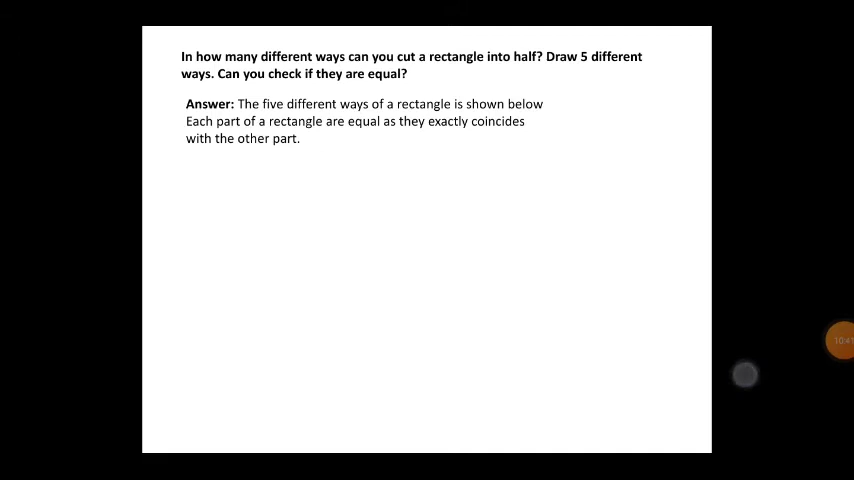 In how many different ways can you cut a rectangle into half? Draw 5 different
ways. Can you check if they are equal?
Answer: The five different ways of a rectangle is shown below
Each part of a rectangle are equal as they exactly coincides
with the other part.